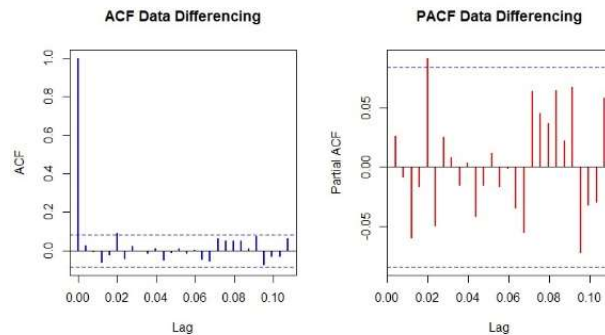 ACF Data Differencing
ACF
1.0
0.8
0.6
0.4
0.2
0.0
0.00 0.02 0.04 0.06 0.08 0.10
Lag
PACF Data Differencing
Partial ACF
0.05
0.00
-0.05
0.00 0.02 0.04 0.06 0.08 0.10
Lag